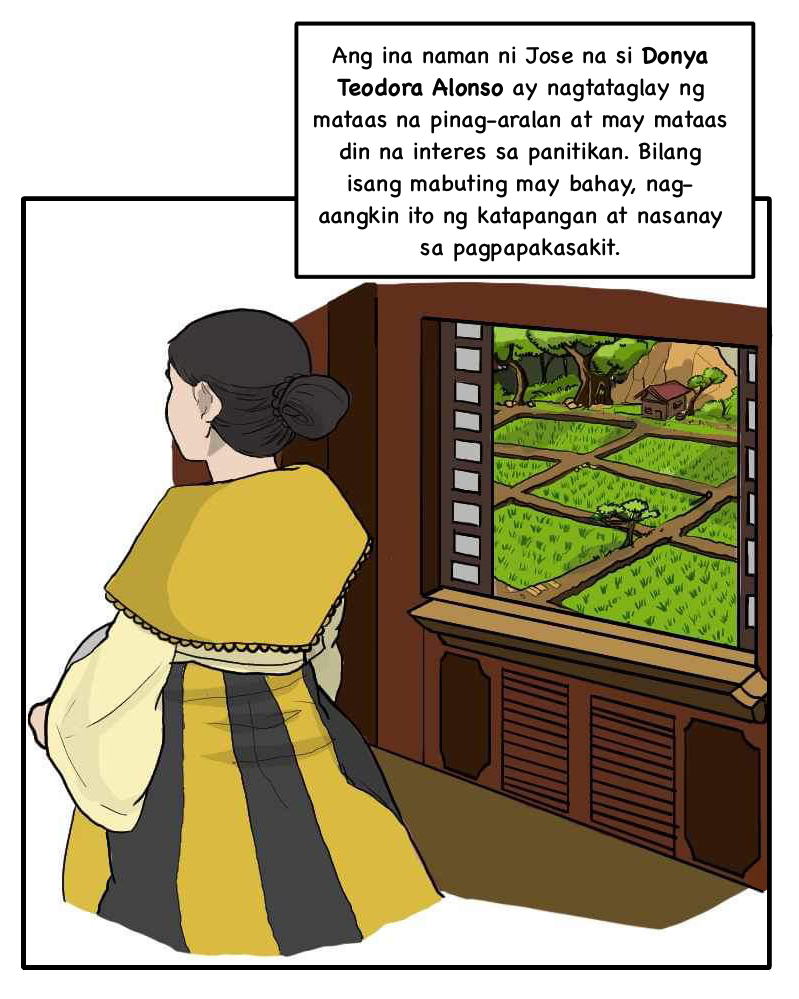 Ang ina naman ni Jose na si Donya
Teodora Alonso ay nagtataglay ng
mataas na pinag-aralan at may mataas
din na interes sa panitikan. Bilang
isang mabuting may bahay, nag-
aangkin ito ng katapangan at nasanay
sa pagpapakasakit.